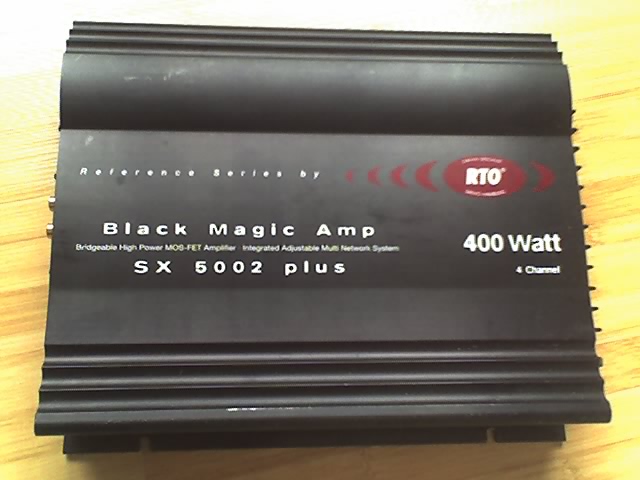 Reference Series by
RTO®
Black Magic Amp
Bridgeable High Power MOS-FET Amplifier · Integrated Adjustable Multi Network System
SX 5002 plus
400 Watt
4 Channel